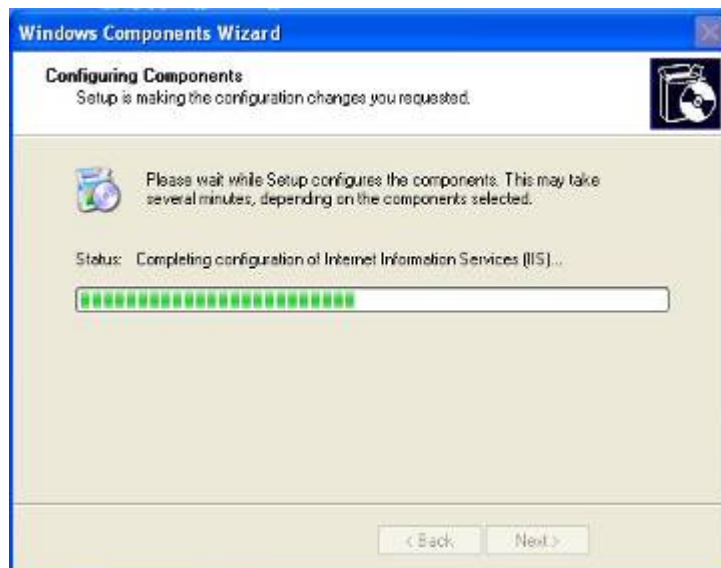 Windows Components Wizard
Configuring Components
Setup is making the configuration changes you requested.
Please wait while Setup configures the components. This may take
several minutes, depending on the components selected.
Status: Completing configuration of Internet Information Services (IIS)...
< Back Next >